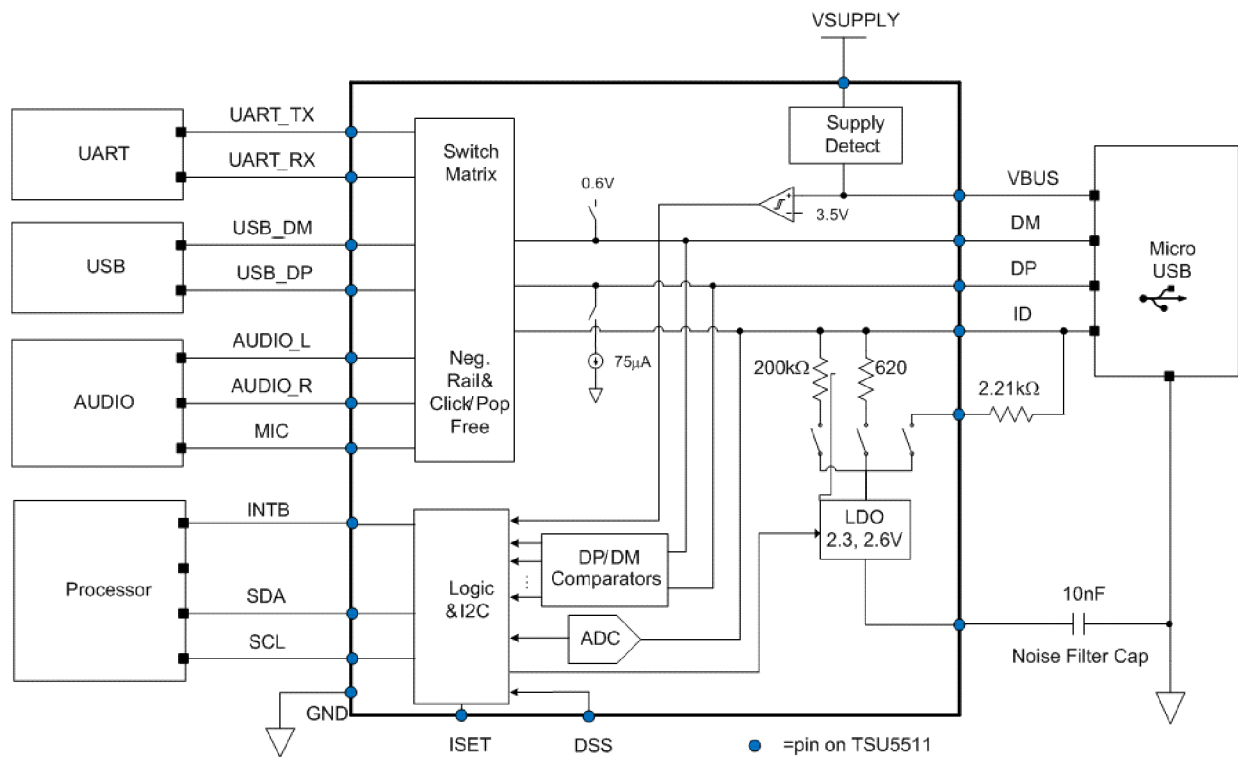 VSUPPLY
UART
UART_TX
UART_RX
Switch
Matrix
Supply
Detect
0.6V
3.5V
VBUS
DM
DP
ID
Micro
USB
USB
USB_DM
USB_DP
AUDIO
AUDIO_L
AUDIO_R
MIC
Neg.
Rail&
Click/Pop
Free
75µA
200kΩ
620
2.21kΩ
Processor
INTB
SDA
SCL
GND
Logic
&I2C
DP/DM
Comparators
ADC
LDO
2.3, 2.6V
10nF
Noise Filter Cap
ISET
DSS
=pin on TSU5511